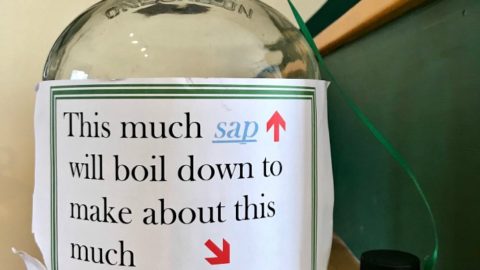 This much sap ↑
will boil down to
make about this
much ↘